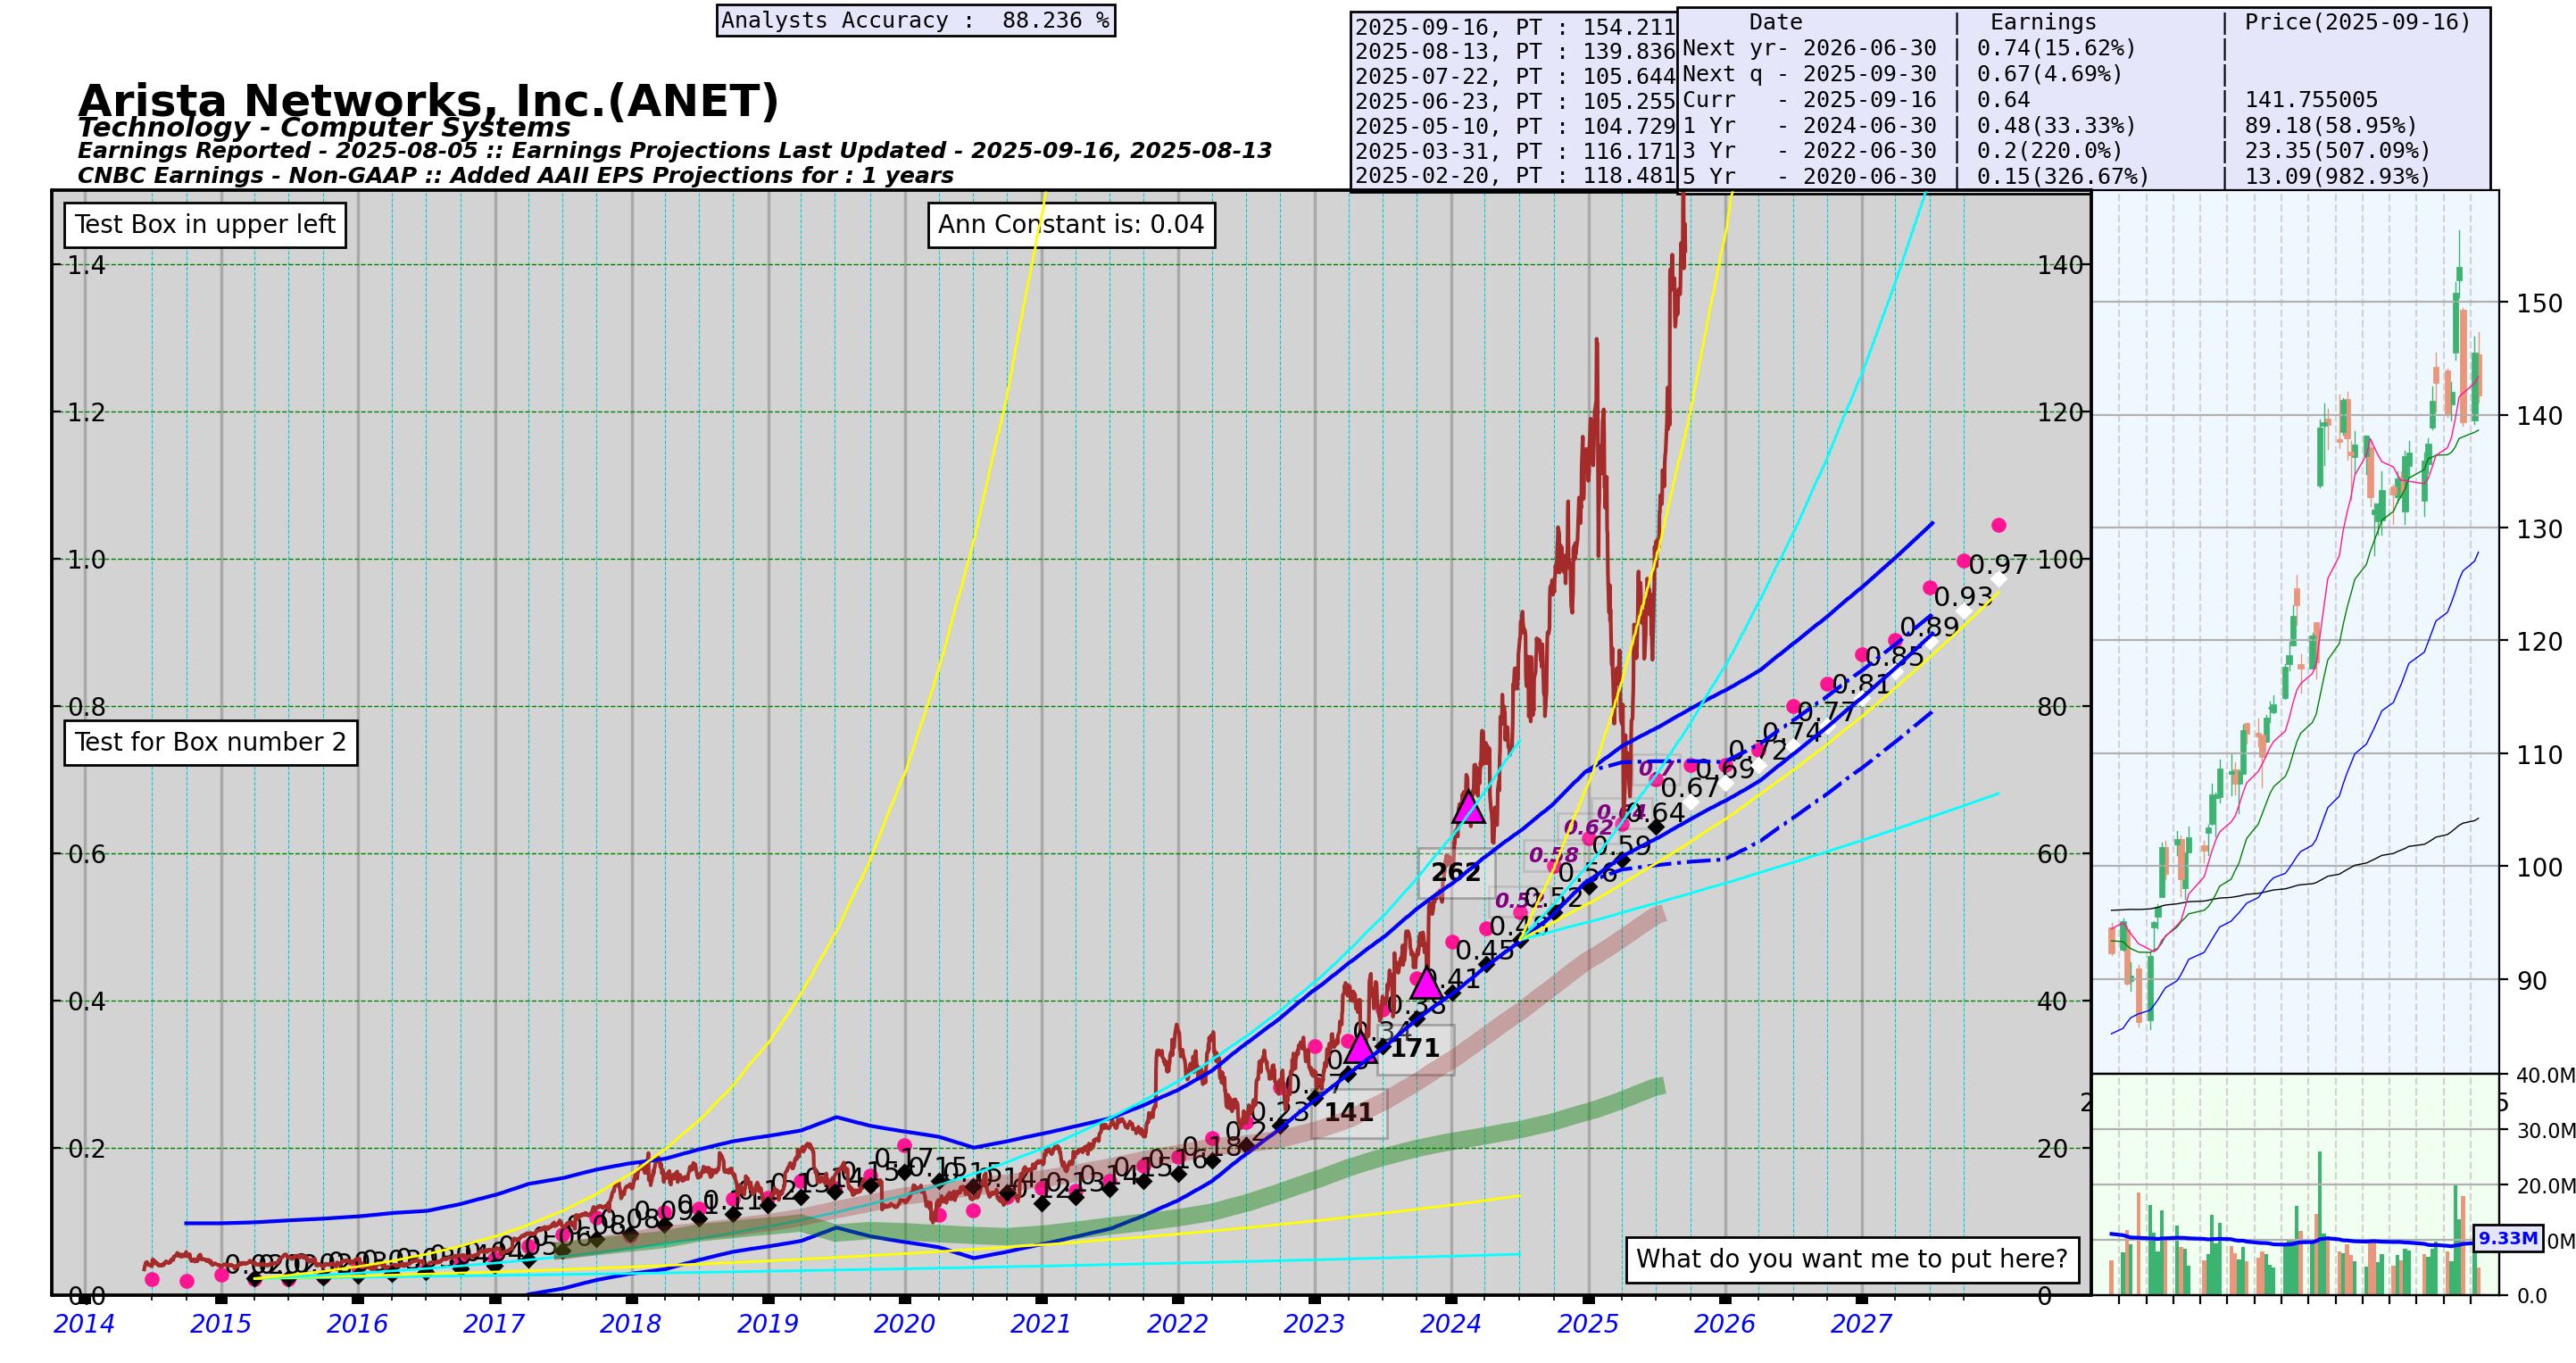 Analysts Accuracy :  88.236 %
2025-09-16, PT : 154.211
2025-08-13, PT : 139.836
2025-07-22, PT : 105.644
2025-06-23, PT : 105.255
2025-05-10, PT : 104.729
2025-03-31, PT : 116.171
2025-02-20, PT : 118.481
Date | Earnings | Price(2025-09-16)
Next yr- 2026-06-30 | 0.74(15.62%) |
Next q - 2025-09-30 | 0.67(4.69%) |
Curr - 2025-09-16 | 0.64 | 141.755005
1 Yr - 2024-06-30 | 0.48(33.33%) | 89.18(58.95%)
3 Yr - 2022-06-30 | 0.2(220.0%) | 23.35(507.09%)
5 Yr - 2020-06-30 | 0.15(326.67%) | 13.09(982.93%)
Arista Networks, Inc.(ANET)
Technology - Computer Systems
Earnings Reported - 2025-08-05 :: Earnings Projections Last Updated - 2025-09-16, 2025-08-13
CNBC Earnings - Non-GAAP :: Added AAII EPS Projections for : 1 years
Test Box in upper left
Ann Constant is: 0.04
Test for Box number 2
What do you want me to put here?
1.4
1.2
1.0
0.8
0.6
0.4
0.2
0.0
140
120
100
80
60
40
20
0
0.97
0.93
0.89
0.85
0.81
0.77
0.74
0.72
0.69
0.67
0.64
0.59
0.56
0.52
0.45
0.41
0.38
0.34
0.23
0.2
0.18
0.17
0.7
0.64
0.62
0.58
262
171
141
150
140
130
120
110
100
90
40.0M
30.0M
20.0M
9.33M
0.0
2014 2015 2016 2017 2018 2019 2020 2021 2022 2023 2024 2025 2026 2027